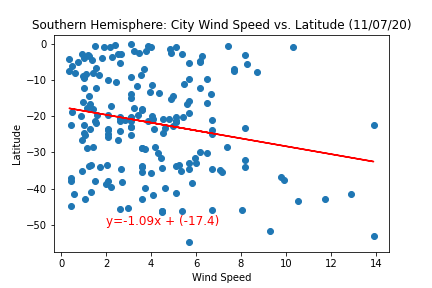 Southern Hemisphere: City Wind Speed vs. Latitude (11/07/20)
0
−10
−20
−30
−40
−50
Latitude
y=-1.09x + (-17.4)
0 2 4 6 8 10 12 14
Wind Speed